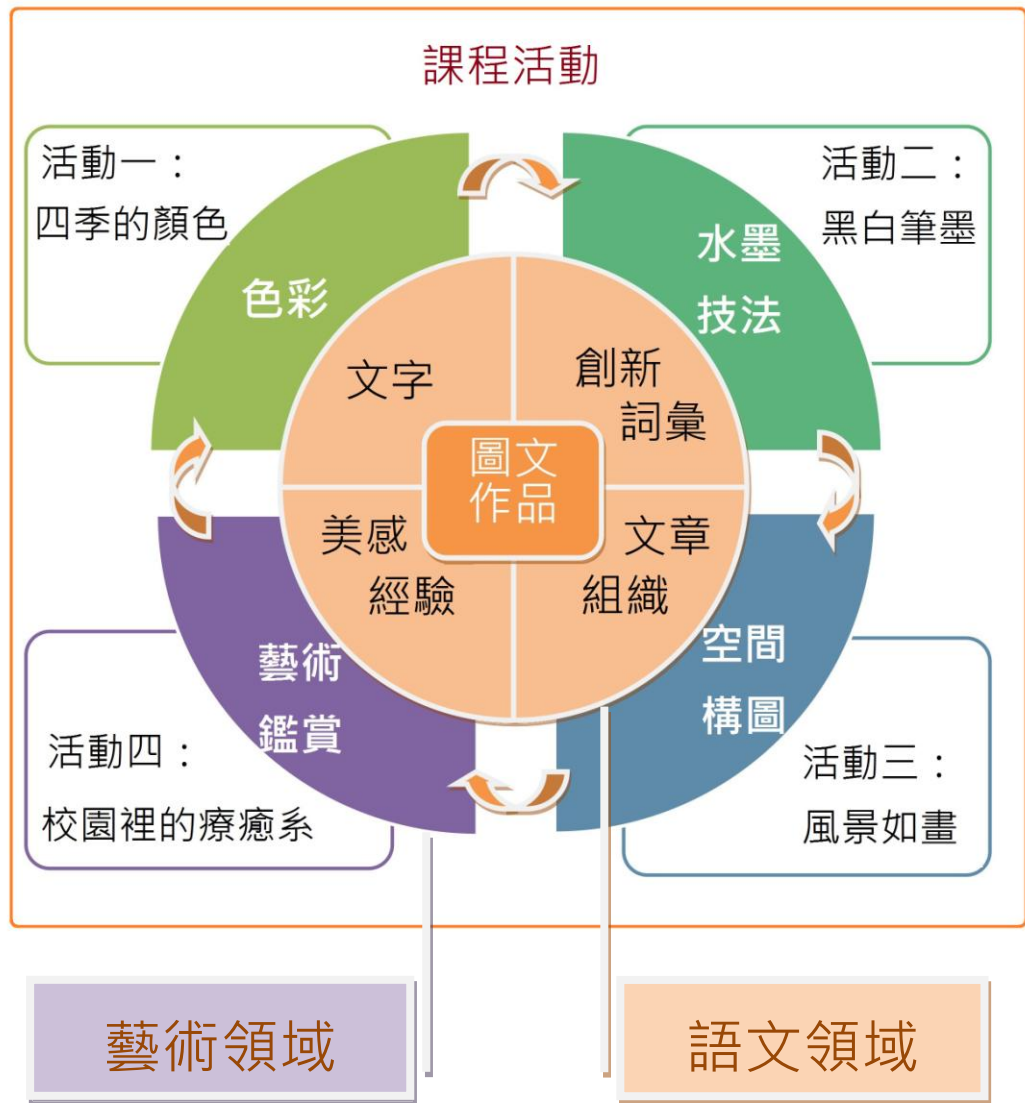 課程活動
活動一：
四季的顏色
色彩
活動二：
黑白筆墨
水墨
技法
文字
創新
詞彙
圖文
作品
美感
經驗
文章
組織
藝術
鑑賞
活動四：
校園裡的療癒系
空間
構圖
活動三：
風景如畫
藝術領域
語文領域